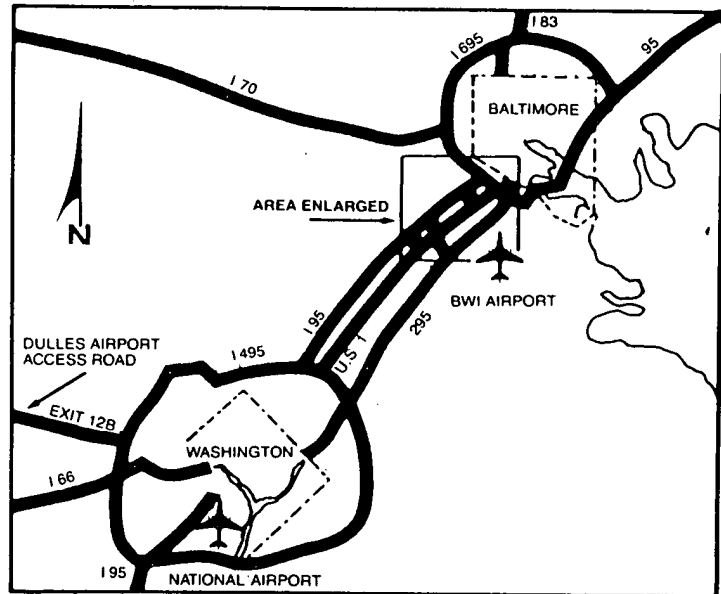 I 83
I 695
95
I 70
BALTIMORE
AREA ENLARGED
N
BWI AIRPORT
I 95
U.S 1
295
DULLES AIRPORT
ACCESS ROAD
I 495
EXIT 12B
WASHINGTON
I 66
I 95
NATIONAL AIRPORT